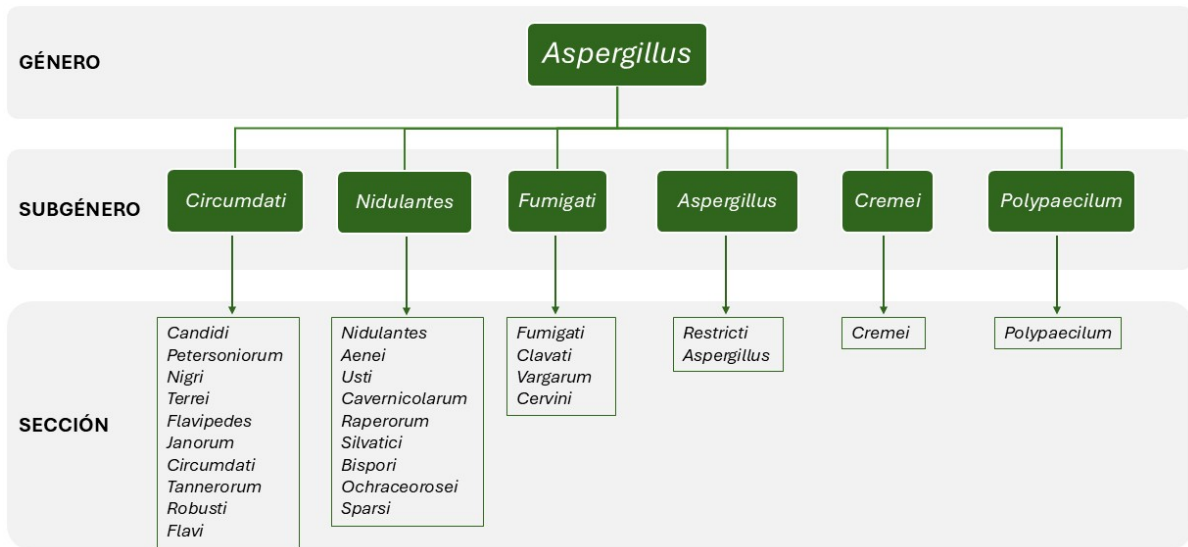 GÉNERO
Aspergillus
SUBGÉNERO
Circumdati
Nidulantes
Fumigati
Aspergillus
Cremei
Polypaecilum
SECCIÓN
Candidi
Petersoniorum
Nigri
Terrei
Flavipedes
Janorum
Circumdati
Tannerorum
Robusti
Flavi
Nidulantes
Aenei
Usti
Cavernicolarum
Raperorum
Silvatici
Bispori
Ochraceorosei
Sparsi
Fumigati
Clavati
Vargarum
Cervini
Restricti
Aspergillus
Cremei
Polypaecilum